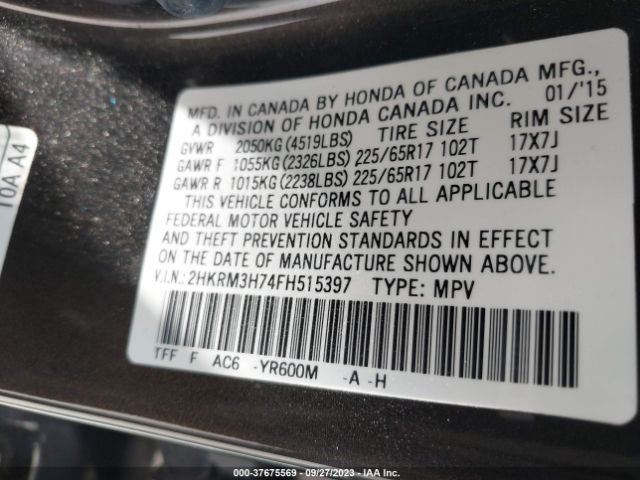 MFD. IN CANADA BY HONDA OF CANADA MFG.,
A DIVISION OF HONDA CANADA INC. 01/'15
GVWR 2050KG(4519LBS) TIRE SIZE RIM SIZE
GAWR F 1055KG(2326LBS) 225/65R17 102T 17X7J
GAWR R 1015KG(2238LBS) 225/65R17 102T 17X7J
THIS VEHICLE CONFORMS TO ALL APPLICABLE
FEDERAL MOTOR VEHICLE SAFETY
AND THEFT PREVENTION STANDARDS IN EFFECT
ON THE DATE OF MANUFACTURE SHOWN ABOVE.
V.I.N.:2HKRM3H74FH515397 TYPE: MPV
TFF F AC6 -YR600M -A -H
10A A4
000-37675569 - 09/27/2023 - IAA Inc.